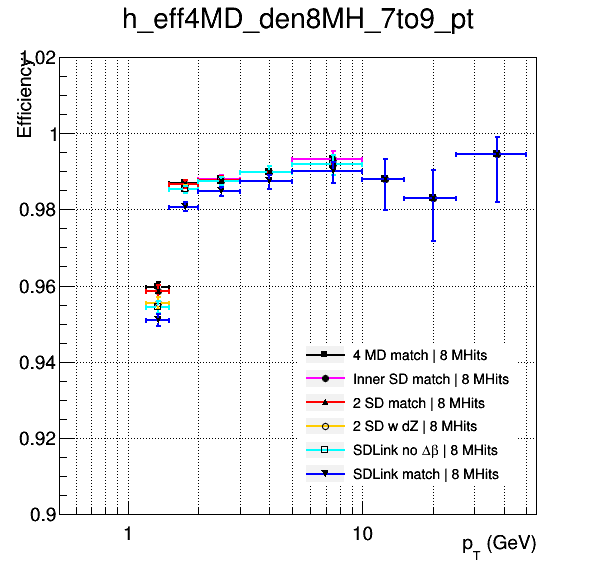 h_eff4MD_den8MH_7to9_pt
Efficiency
1.02
1
0.98
0.96
0.94
0.92
0.9
4 MD match | 8 MHits
Inner SD match | 8 MHits
2 SD match | 8 MHits
2 SD w dZ | 8 MHits
SDLink no Δβ | 8 MHits
SDLink match | 8 MHits
1
10
p_T (GeV)